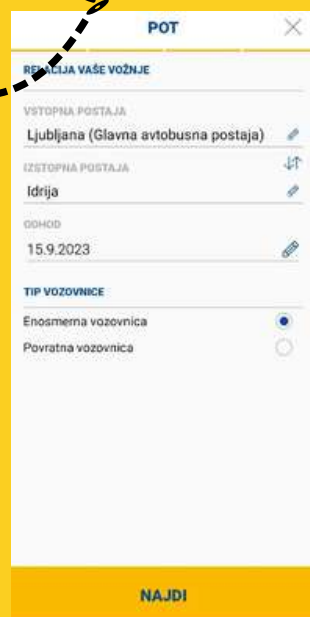 POT
RELACIJA VAŠE VOŽNJE
VSTOPNA POSTAJA
Ljubljana (Glavna avtobusna postaja)
IZSTOPNA POSTAJA
Idrija
ODHOD
15.9.2023
TIP VOZOVNICE
Enosmerna vozovnica
Povratna vozovnica
NAJDI